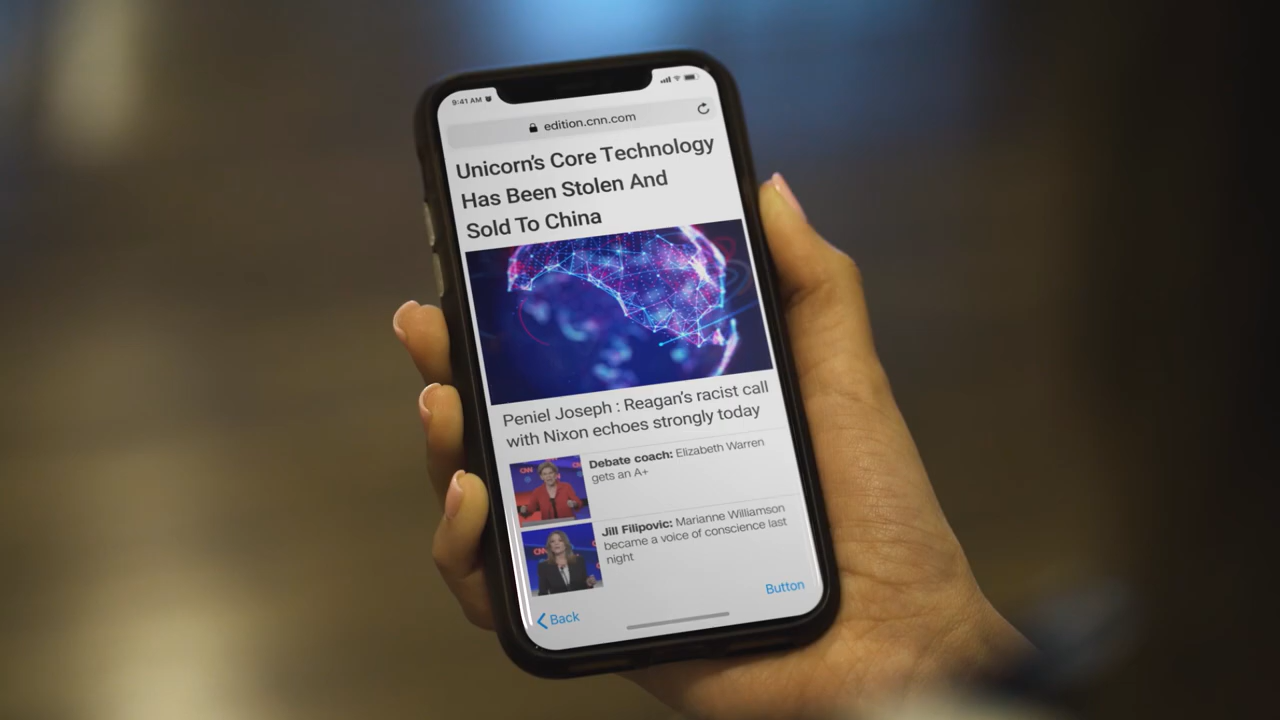 9:41 AM
edition.cnn.com
Unicorn's Core Technology
Has Been Stolen And
Sold To China
Peniel Joseph : Reagan's racist call
with Nixon echoes strongly today
CNN
Debate coach: Elizabeth Warren
gets an A+
Jill Filipovic: Marianne Williamson
became a voice of conscience last
night
Button
Back